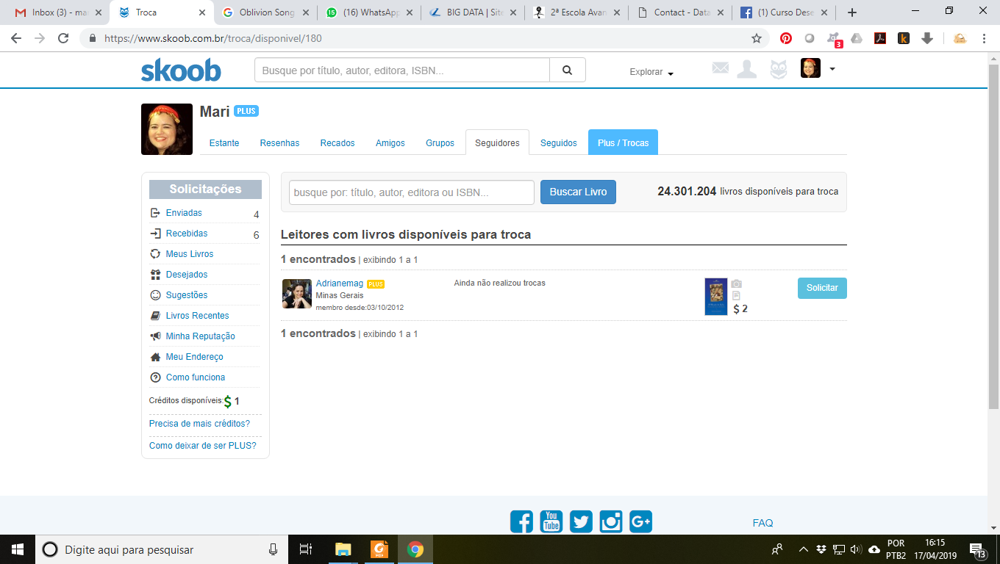 Inbox (3) - mar
Troca
Oblivion Song
(16) WhatsApp
BIG DATA | Site
2ª Escola Avan
Contact - Data
(1) Curso Dese
https://www.skoob.com.br/troca/disponivel/180
3
skoob
Busque por título, autor, editora, ISBN...
Explorar
Mari PLUS
Estante
Resenhas
Recados
Amigos
Grupos
Seguidores
Seguidos
Plus / Trocas
Solicitações
Enviadas 4
Recebidas 6
Meus Livros
Desejados
Sugestões
Livros Recentes
Minha Reputação
Meu Endereço
Como funciona
Créditos disponíveis: $ 1
Precisa de mais créditos?
Como deixar de ser PLUS?
busque por: título, autor, editora ou ISBN...
Buscar Livro
24.301.204 livros disponíveis para troca
Leitores com livros disponíveis para troca
1 encontrados | exibindo 1 a 1
Adrianemag PLUS
Minas Gerais
membro desde:03/10/2012
Ainda não realizou trocas
$ 2
Solicitar
1 encontrados | exibindo 1 a 1
You
Tube
G+
FAQ
Digite aqui para pesquisar
PDF
POR
PTB2
16:15
17/04/2019
13